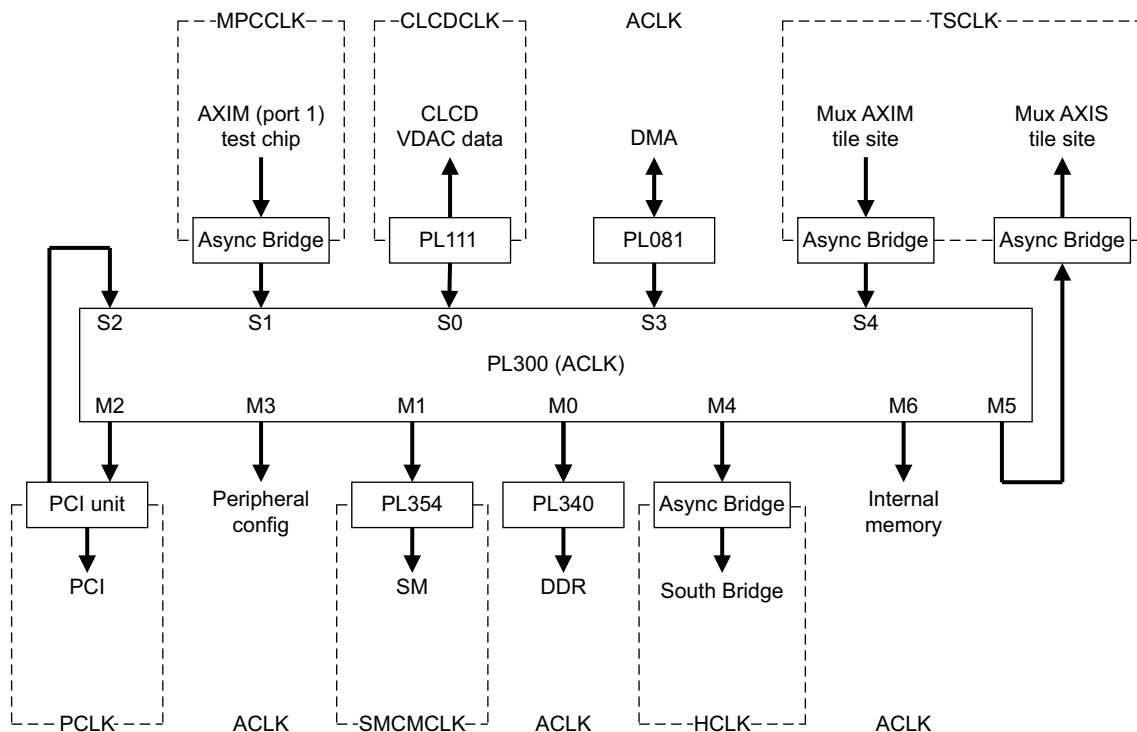 MPCCLK
CLCDCLK
ACLK
TSCLK
AXIM (port 1)
test chip
CLCD
VDAC data
DMA
Mux AXIM
tile site
Mux AXIS
tile site
Async Bridge
PL111
PL081
Async Bridge
Async Bridge
S2
S1
S0
S3
S4
PL300 (ACLK)
M2
M3
M1
M0
M4
M6
M5
PCI unit
Peripheral
config
PL354
PL340
Async Bridge
Internal
memory
PCI
SM
DDR
South Bridge
PCLK
ACLK
SMCMCLK
ACLK
HCLK
ACLK